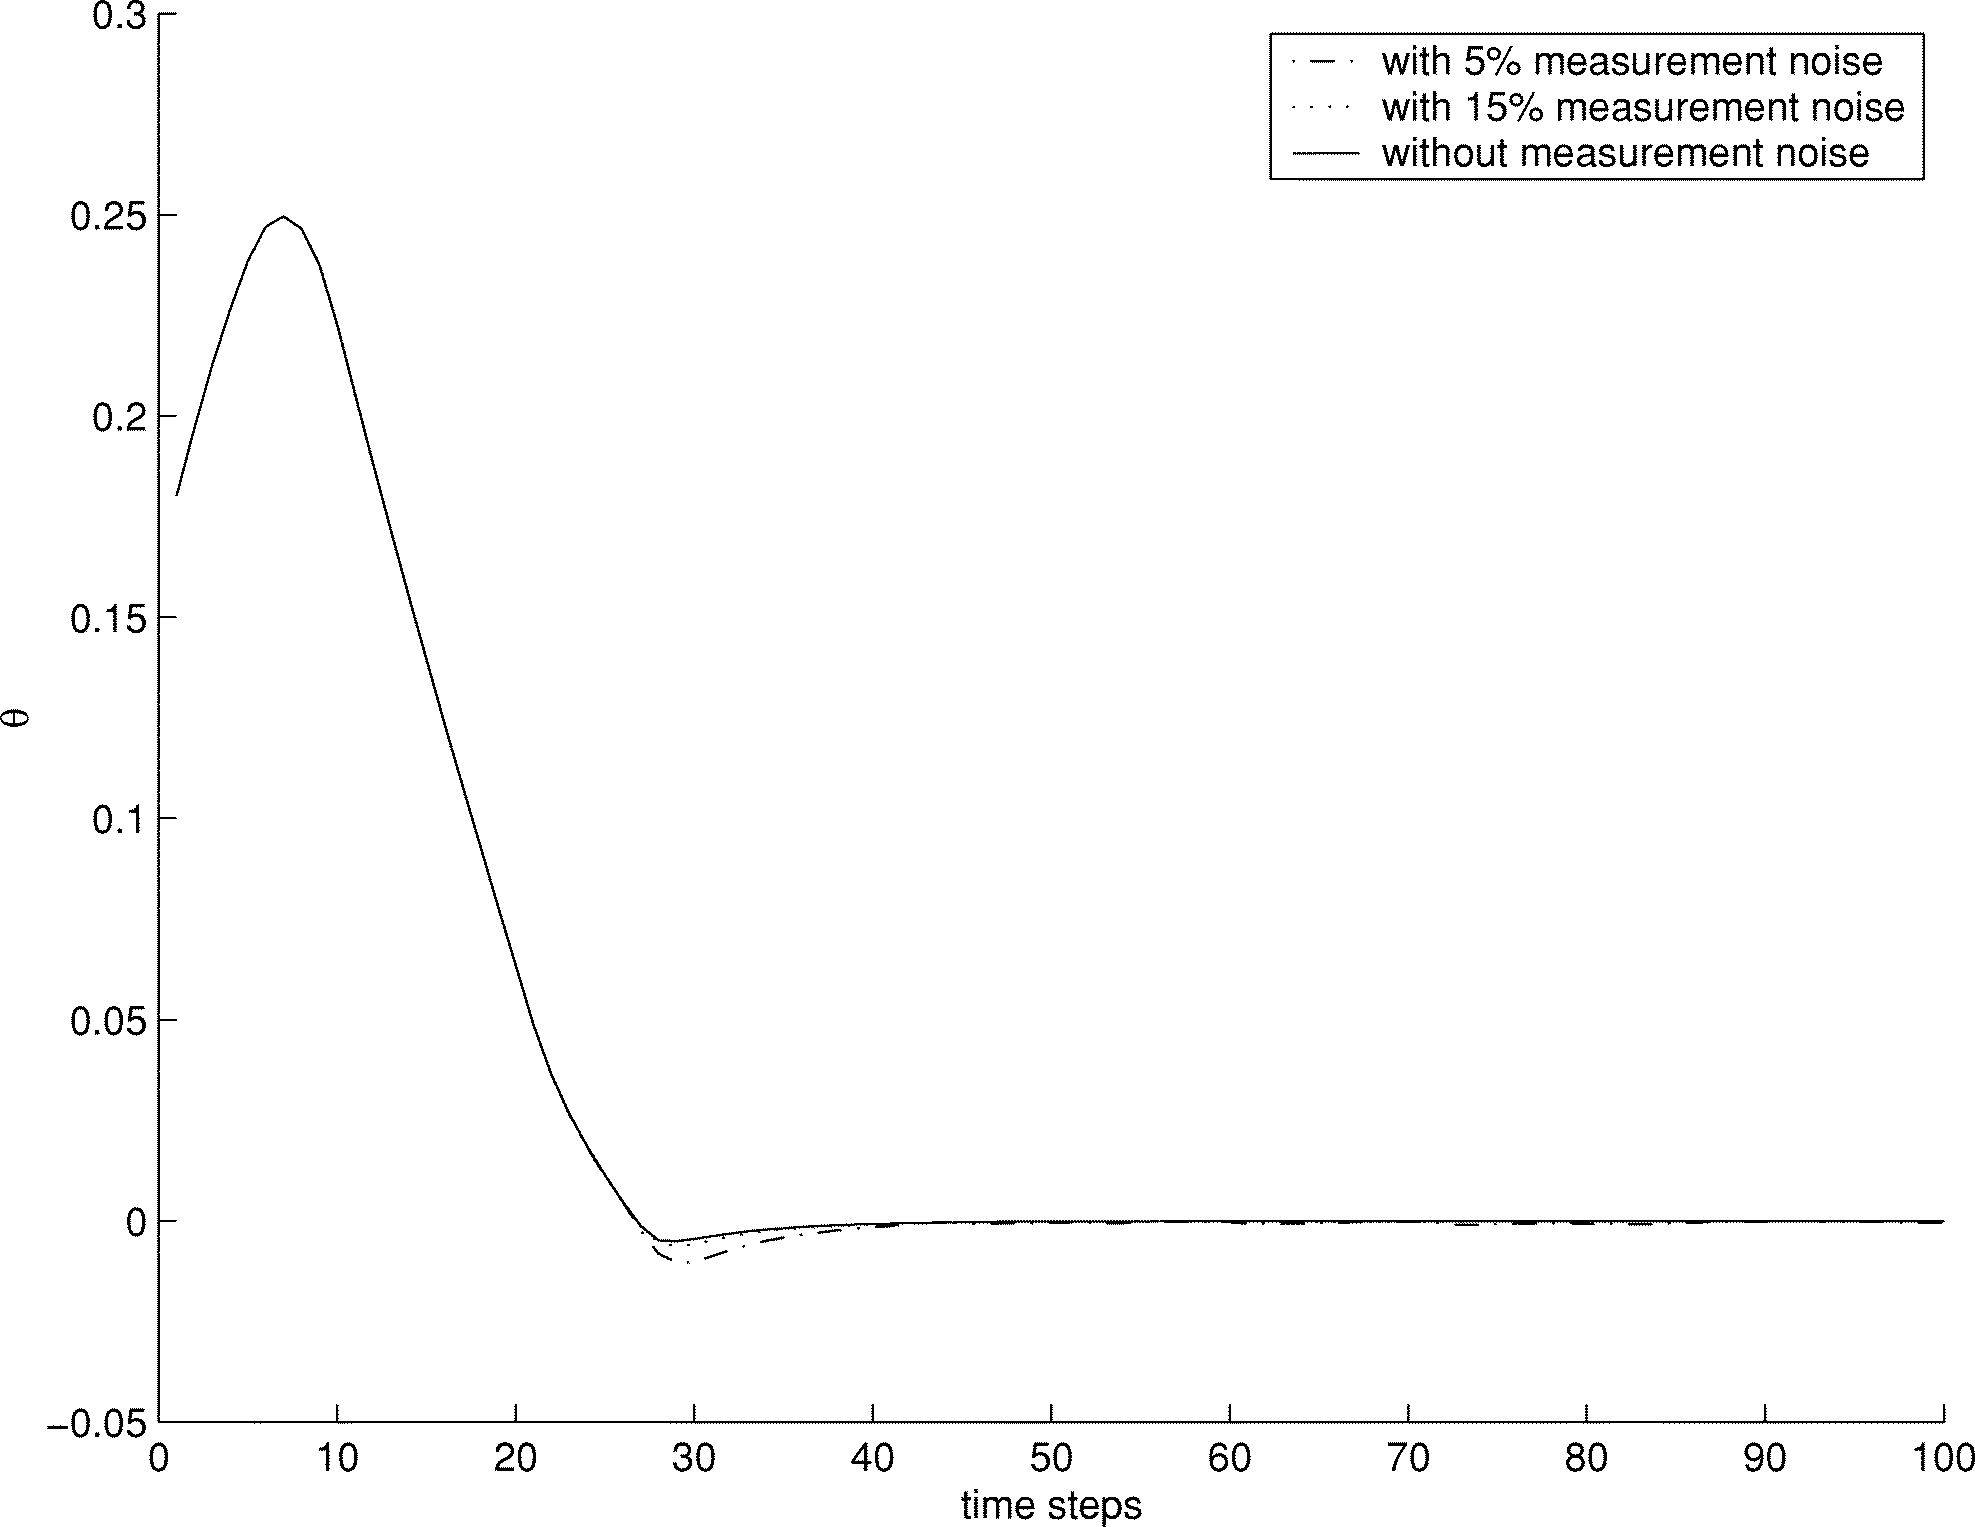 0.3
0.25
0.2
0.15
0.1
0.05
0
−0.05
θ
0 10 20 30 40 50 60 70 80 90 100
time steps
with 5% measurement noise
with 15% measurement noise
without measurement noise